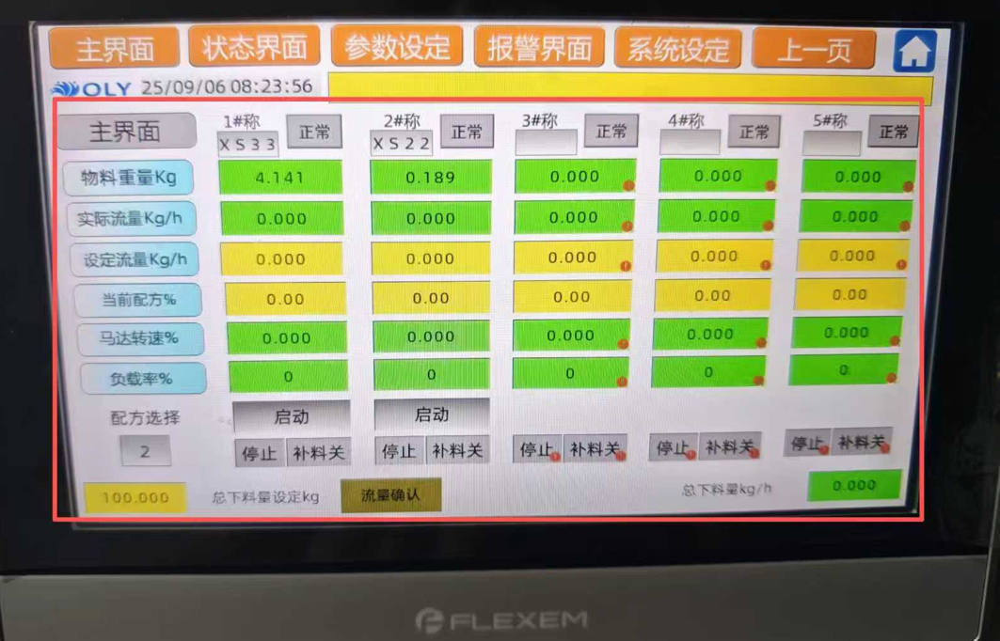 主界面 状态界面 参数设定 报警界面 系统设定 上一页
OLY 25/09/06 08:23:56
主界面 1#称 正常 2#称 正常 3#称 正常 4#称 正常 5#称 正常
XS33 XS22
物料重量Kg 4.141 0.189 0.000 0.000 0.000
实际流量Kg/h 0.000 0.000 0.000 0.000 0.000
设定流量Kg/h 0.000 0.000 0.000 0.000 0.000
当前配方% 0.00 0.00 0.00 0.00 0.00
马达转速% 0.000 0.000 0.000 0.000 0.000
负载率% 0 0 0 0 0
配方选择 启动 启动
2 停止 补料关 停止 补料关 停止 补料关 停止 补料关 停止 补料关
100.000 总下料量设定kg 流量确认 总下料量kg/h 0.000
FLEXEM